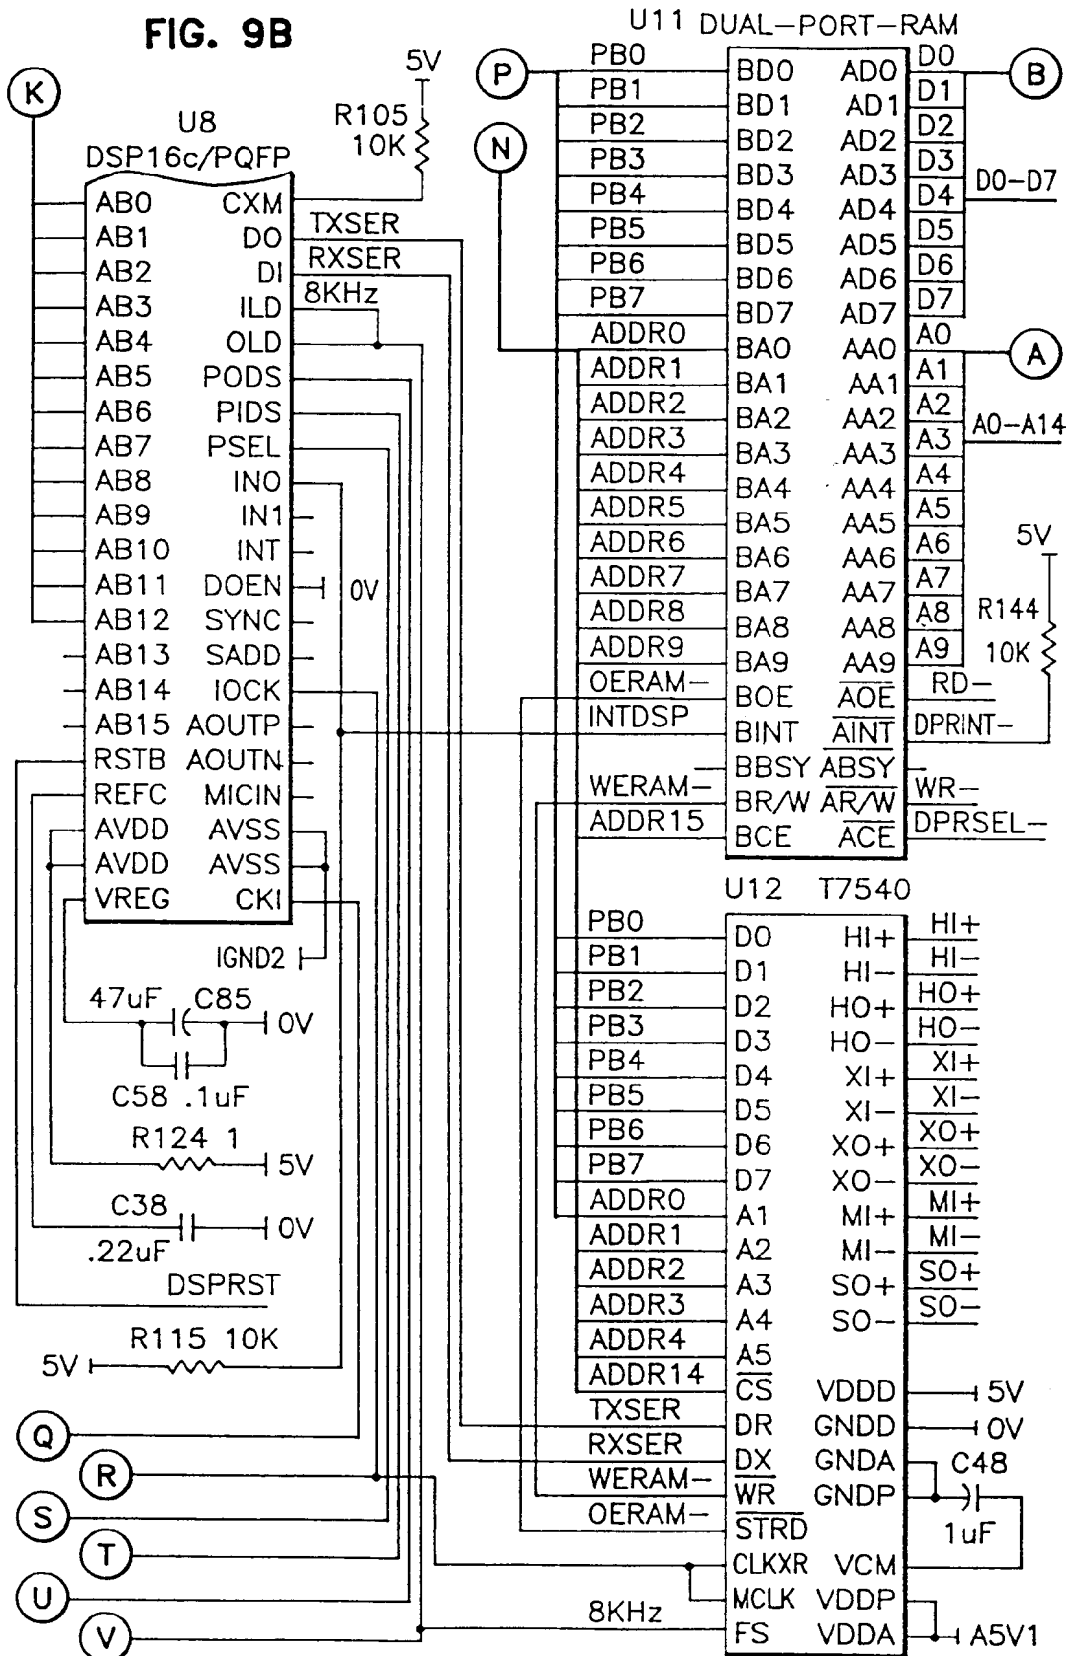 FIG. 9B
K
U8
DSP16c/PQFP
AB0 CXM
AB1 DO
AB2 DI
AB3 ILD
AB4 OLD
AB5 PODS
AB6 PIDS
AB7 PSEL
AB8 IN0
AB9 IN1
AB10 INT
AB11 DOEN
AB12 SYNC
AB13 SADD
AB14 IOCK
AB15 AOUTP
RSTB AOUTN
REFC MICIN
AVDD AVSS
AVDD AVSS
VREG CKI
5V
R105
10K
TXSER
RXSER
8KHz
0V
IGND2
47uF C85
0V
C58 .1uF
R124 1
5V
C38
0V
.22uF
DSPRST
R115 10K
5V
Q
R
S
T
U
V
U11 DUAL-PORT-RAM
P
N
PB0 BD0 AD0 D0
B
PB1 BD1 AD1 D1
PB2 BD2 AD2 D2
PB3 BD3 AD3 D3
D0-D7
PB4 BD4 AD4 D4
PB5 BD5 AD5 D5
PB6 BD6 AD6 D6
PB7 BD7 AD7 D7
ADDR0 BA0 AA0 A0
A
ADDR1 BA1 AA1 A1
ADDR2 BA2 AA2 A2
ADDR3 BA3 AA3 A3
A0-A14
ADDR4 BA4 AA4 A4
ADDR5 BA5 AA5 A5
ADDR6 BA6 AA6 A6
ADDR7 BA7 AA7 A7
ADDR8 BA8 AA8 A8
ADDR9 BA9 AA9 A9
5V
R144
10K
OERAM- BOE AOE RD-
INTDSP BINT AINT DPRINT-
BBSY ABSY
WERAM- BR/W AR/W WR-
ADDR15 BCE ACE DPRSEL-
U12 T7540
PB0 D0 HI+ HI+
PB1 D1 HI- HI-
PB2 D2 HO+ HO+
PB3 D3 HO- HO-
PB4 D4 XI+ XI+
PB5 D5 XI- XI-
PB6 D6 XO+ XO+
PB7 D7 XO- XO-
ADDR0 A1 MI+ MI+
ADDR1 A2 MI- MI-
ADDR2 A3 SO+ SO+
ADDR3 A4 SO- SO-
ADDR4 A5
ADDR14 CS VDDD 5V
TXSER DR GNDD 0V
RXSER DX GNDA C48
WERAM- WR GNDP
OERAM- STRD 1uF
CLKXR VCM
MCLK VDDP
8KHz FS VDDA A5V1